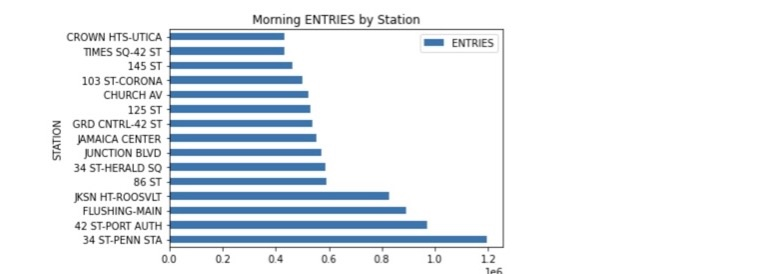 Morning ENTRIES by Station
CROWN HTS-UTICA
TIMES SQ-42 ST
145 ST
103 ST-CORONA
CHURCH AV
125 ST
GRD CNTRL-42 ST
JAMAICA CENTER
JUNCTION BLVD
34 ST-HERALD SQ
86 ST
JKSN HT-ROOSVLT
FLUSHING-MAIN
42 ST-PORT AUTH
34 ST-PENN STA
STATION
ENTRIES
0.0 0.2 0.4 0.6 0.8 1.0 1.2
1e6